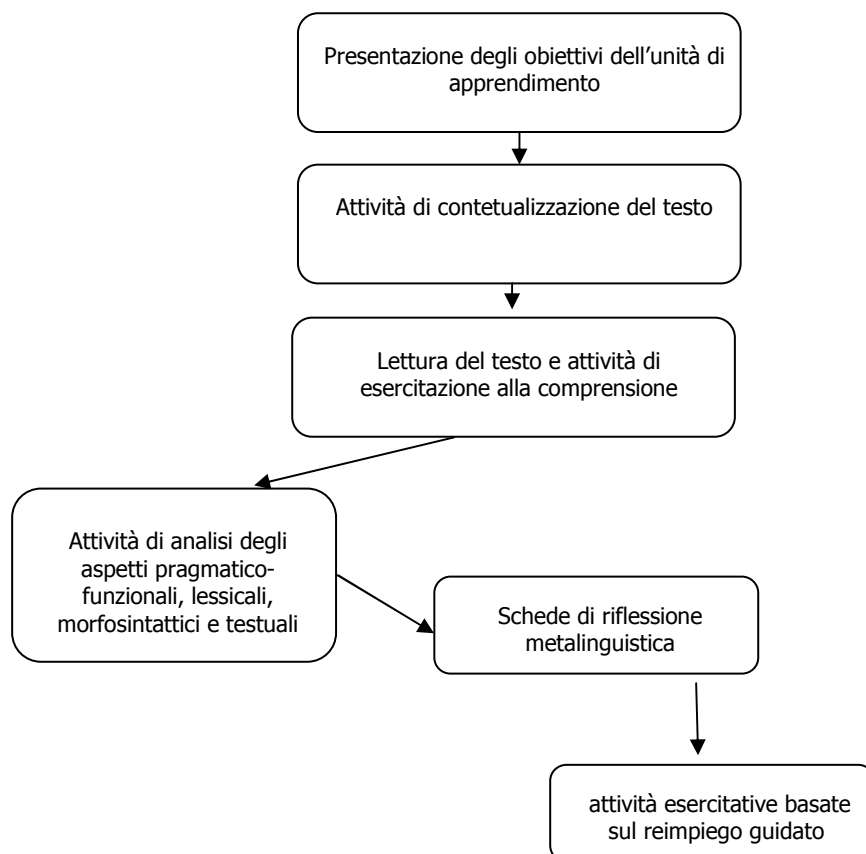 Presentazione degli obiettivi dell’unità di
apprendimento
Attività di contetualizzazione del testo
Lettura del testo e attività di
esercitazione alla comprensione
Attività di analisi degli
aspetti pragmatico-
funzionali, lessicali,
morfosintattici e testuali
Schede di riflessione
metalinguistica
attività esercitative basate
sul reimpiego guidato